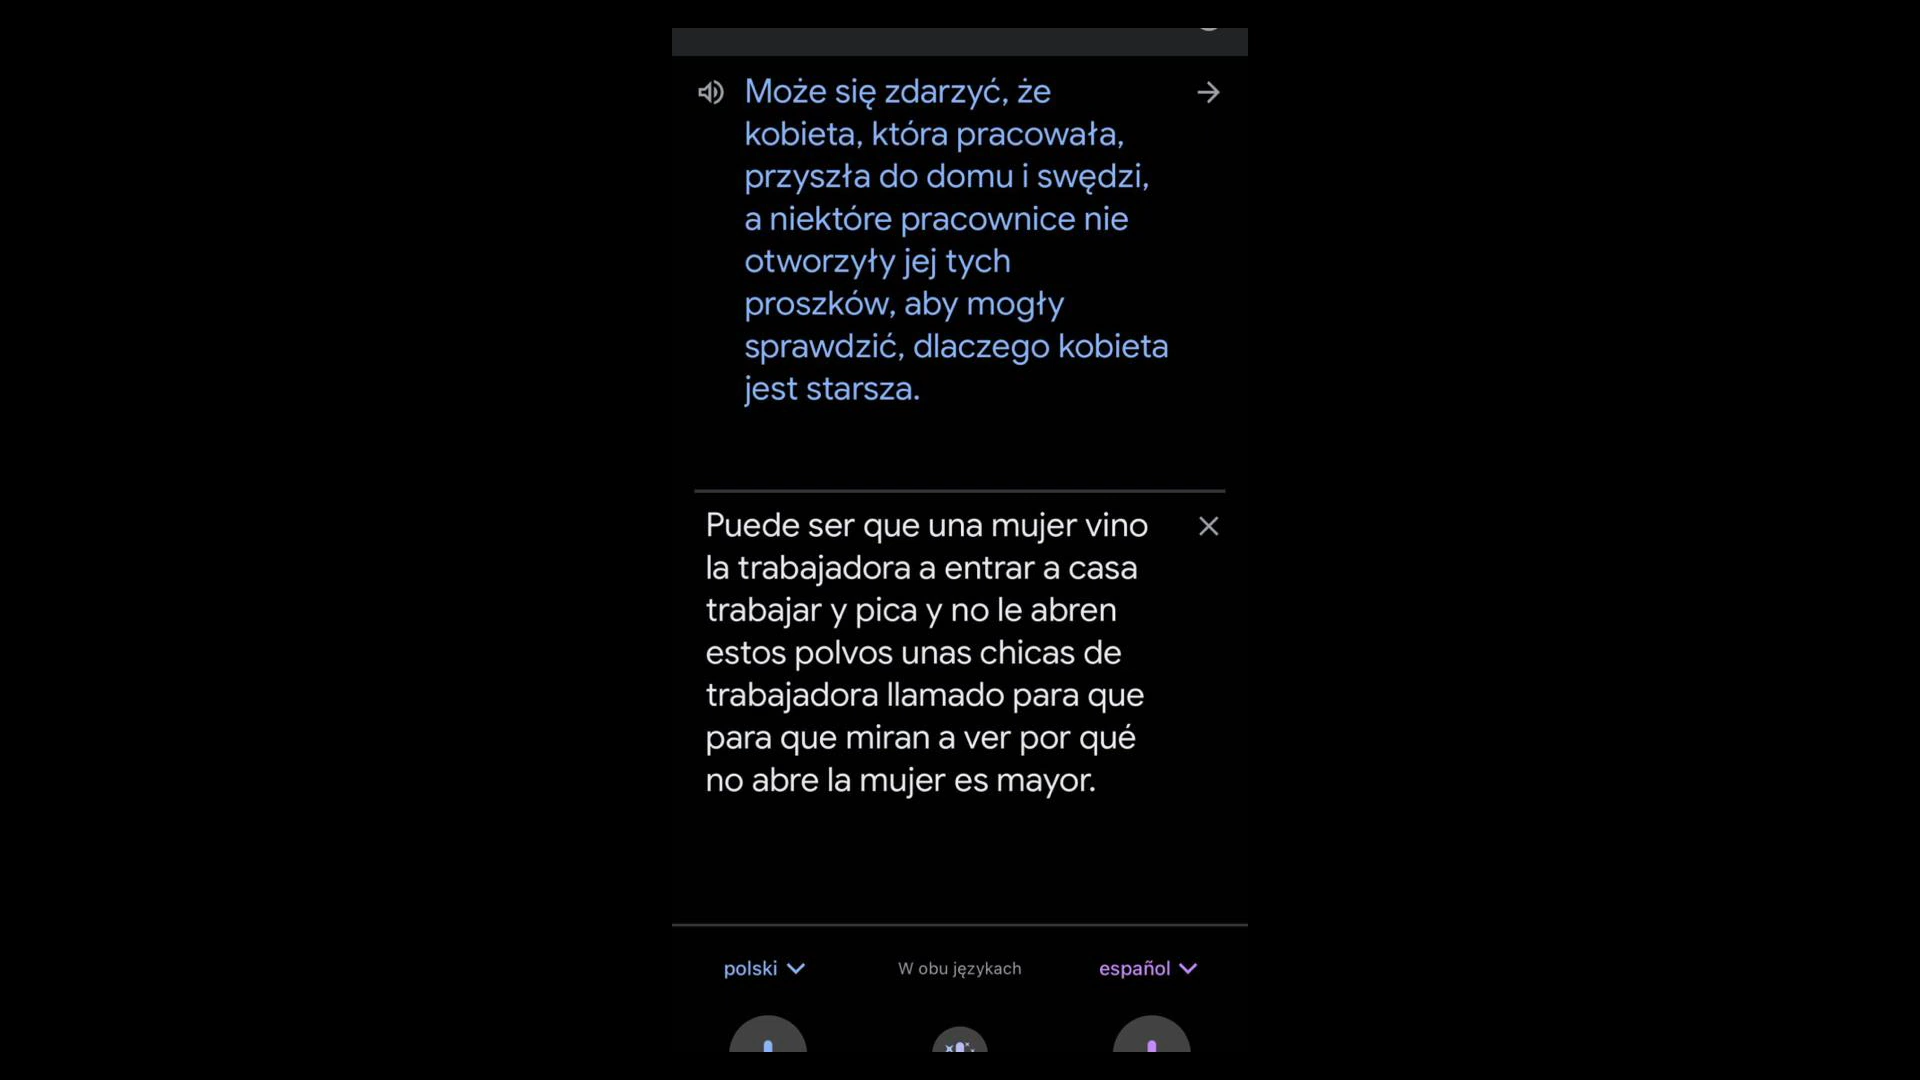 Może się zdarzyć, że
kobieta, która pracowała,
przyszła do domu i swędzi,
a niektóre pracownice nie
otworzyły jej tych
proszków, aby mogły
sprawdzić, dlaczego kobieta
jest starsza.
Puede ser que una mujer vino
la trabajadora a entrar a casa
trabajar y pica y no le abren
estos polvos unas chicas de
trabajadora llamado para que
para que miran a ver por qué
no abre la mujer es mayor.
polski
W obu językach
español